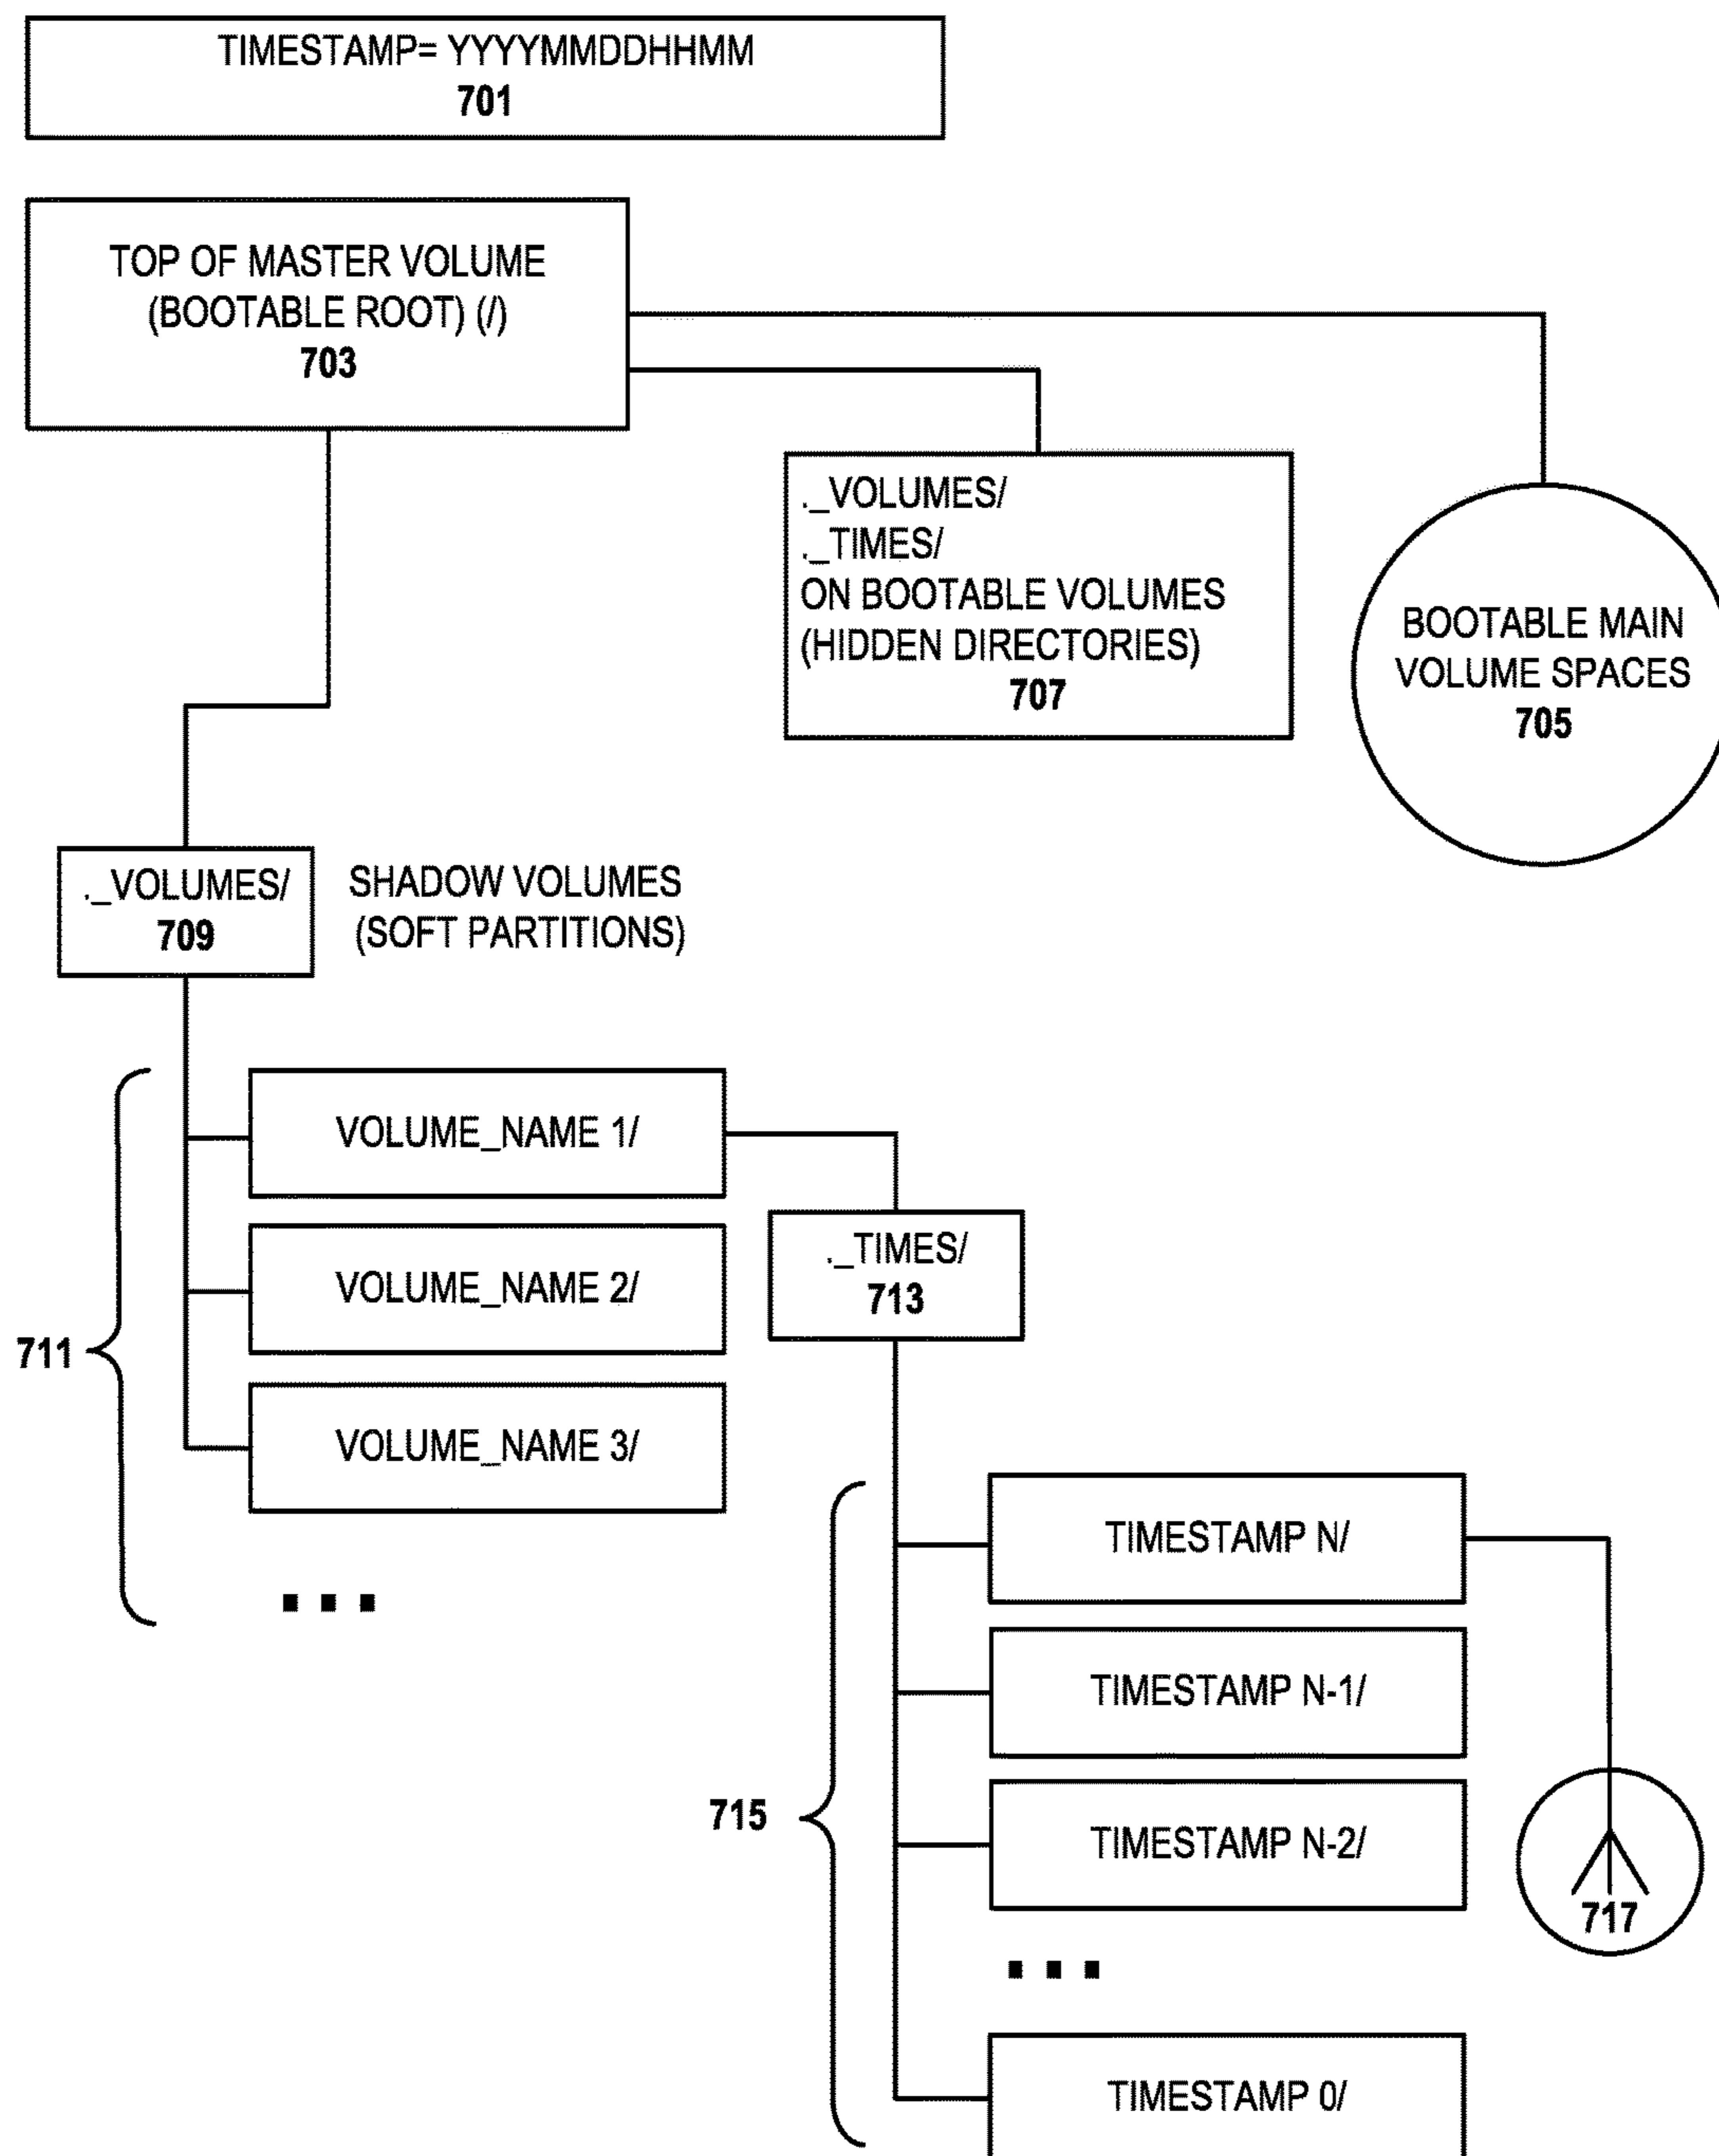 TIMESTAMP= YYYYMMDDHHMM
701
TOP OF MASTER VOLUME
(BOOTABLE ROOT) (/)
703
._VOLUMES/
._TIMES/
ON BOOTABLE VOLUMES
(HIDDEN DIRECTORIES)
707
BOOTABLE MAIN
VOLUME SPACES
705
._VOLUMES/
709
SHADOW VOLUMES
(SOFT PARTITIONS)
711
VOLUME_NAME 1/
VOLUME_NAME 2/
VOLUME_NAME 3/
...
._TIMES/
713
715
TIMESTAMP N/
TIMESTAMP N-1/
TIMESTAMP N-2/
...
TIMESTAMP 0/
717